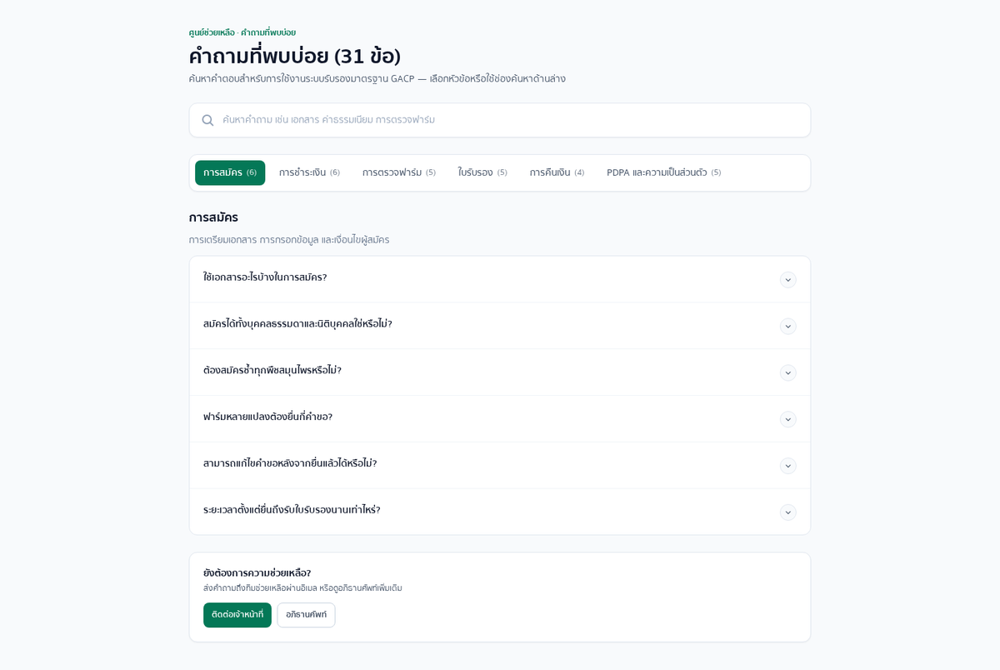 ศูนย์ช่วยเหลือ · คำถามที่พบบ่อย
คำถามที่พบบ่อย (31 ข้อ)
ค้นหาคำตอบสำหรับการใช้งานระบบรับรองมาตรฐาน GACP — เลือกหัวข้อหรือใช้ช่องค้นหาด้านล่าง
ค้นหาคำถาม เช่น เอกสาร ค่าธรรมเนียม การตรวจฟาร์ม
การสมัคร (6) การชำระเงิน (6) การตรวจฟาร์ม (5) ใบรับรอง (5) การคืนเงิน (4) PDPA และความเป็นส่วนตัว (5)
การสมัคร
การเตรียมเอกสาร การกรอกข้อมูล และเงื่อนไขผู้สมัคร
ใช้เอกสารอะไรบ้างในการสมัคร?
สมัครได้ทั้งบุคคลธรรมดาและนิติบุคคลใช่หรือไม่?
ต้องสมัครซ้ำทุกพืชสมุนไพรหรือไม่?
ฟาร์มหลายแปลงต้องยื่นกี่คำขอ?
สามารถแก้ไขคำขอหลังจากยื่นแล้วได้หรือไม่?
ระยะเวลาตั้งแต่ยื่นถึงรับใบรับรองนานเท่าไหร่?
ยังต้องการความช่วยเหลือ?
ส่งคำถามถึงทีมช่วยเหลือผ่านอีเมล หรือดูอภิธานศัพท์เพิ่มเติม
ติดต่อเจ้าหน้าที่ อภิธานศัพท์